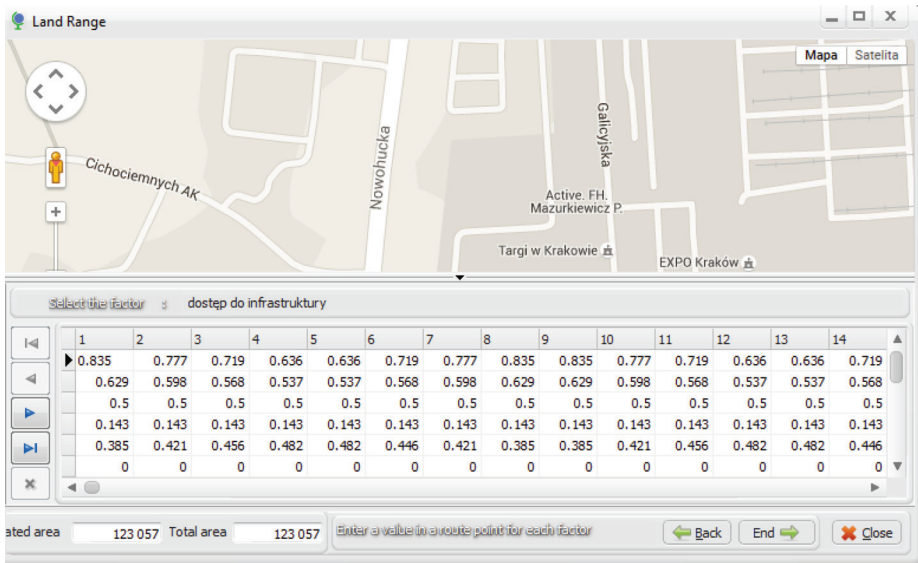 Land Range
Mapa Satelita
Cichociemnych AK
Nowohucka
Galicyjska
Active. FH.
Mazurkiewicz P.
Targi w Krakowie
EXPO Kraków
Select the factor : dostęp do infrastruktury
1 2 3 4 5 6 7 8 9 10 11 12 13 14
0.835 0.777 0.719 0.636 0.636 0.719 0.777 0.835 0.835 0.777 0.719 0.636 0.636 0.719
0.629 0.598 0.568 0.537 0.537 0.568 0.598 0.629 0.629 0.598 0.568 0.537 0.537 0.568
0.5 0.5 0.5 0.5 0.5 0.5 0.5 0.5 0.5 0.5 0.5 0.5 0.5 0.5
0.143 0.143 0.143 0.143 0.143 0.143 0.143 0.143 0.143 0.143 0.143 0.143 0.143 0.143
0.385 0.421 0.456 0.482 0.482 0.446 0.421 0.385 0.385 0.421 0.456 0.482 0.482 0.446
0 0 0 0 0 0 0 0 0 0 0 0 0 0
ated area 123 057 Total area 123 057 Enter a value in a route point for each factor Back End Close